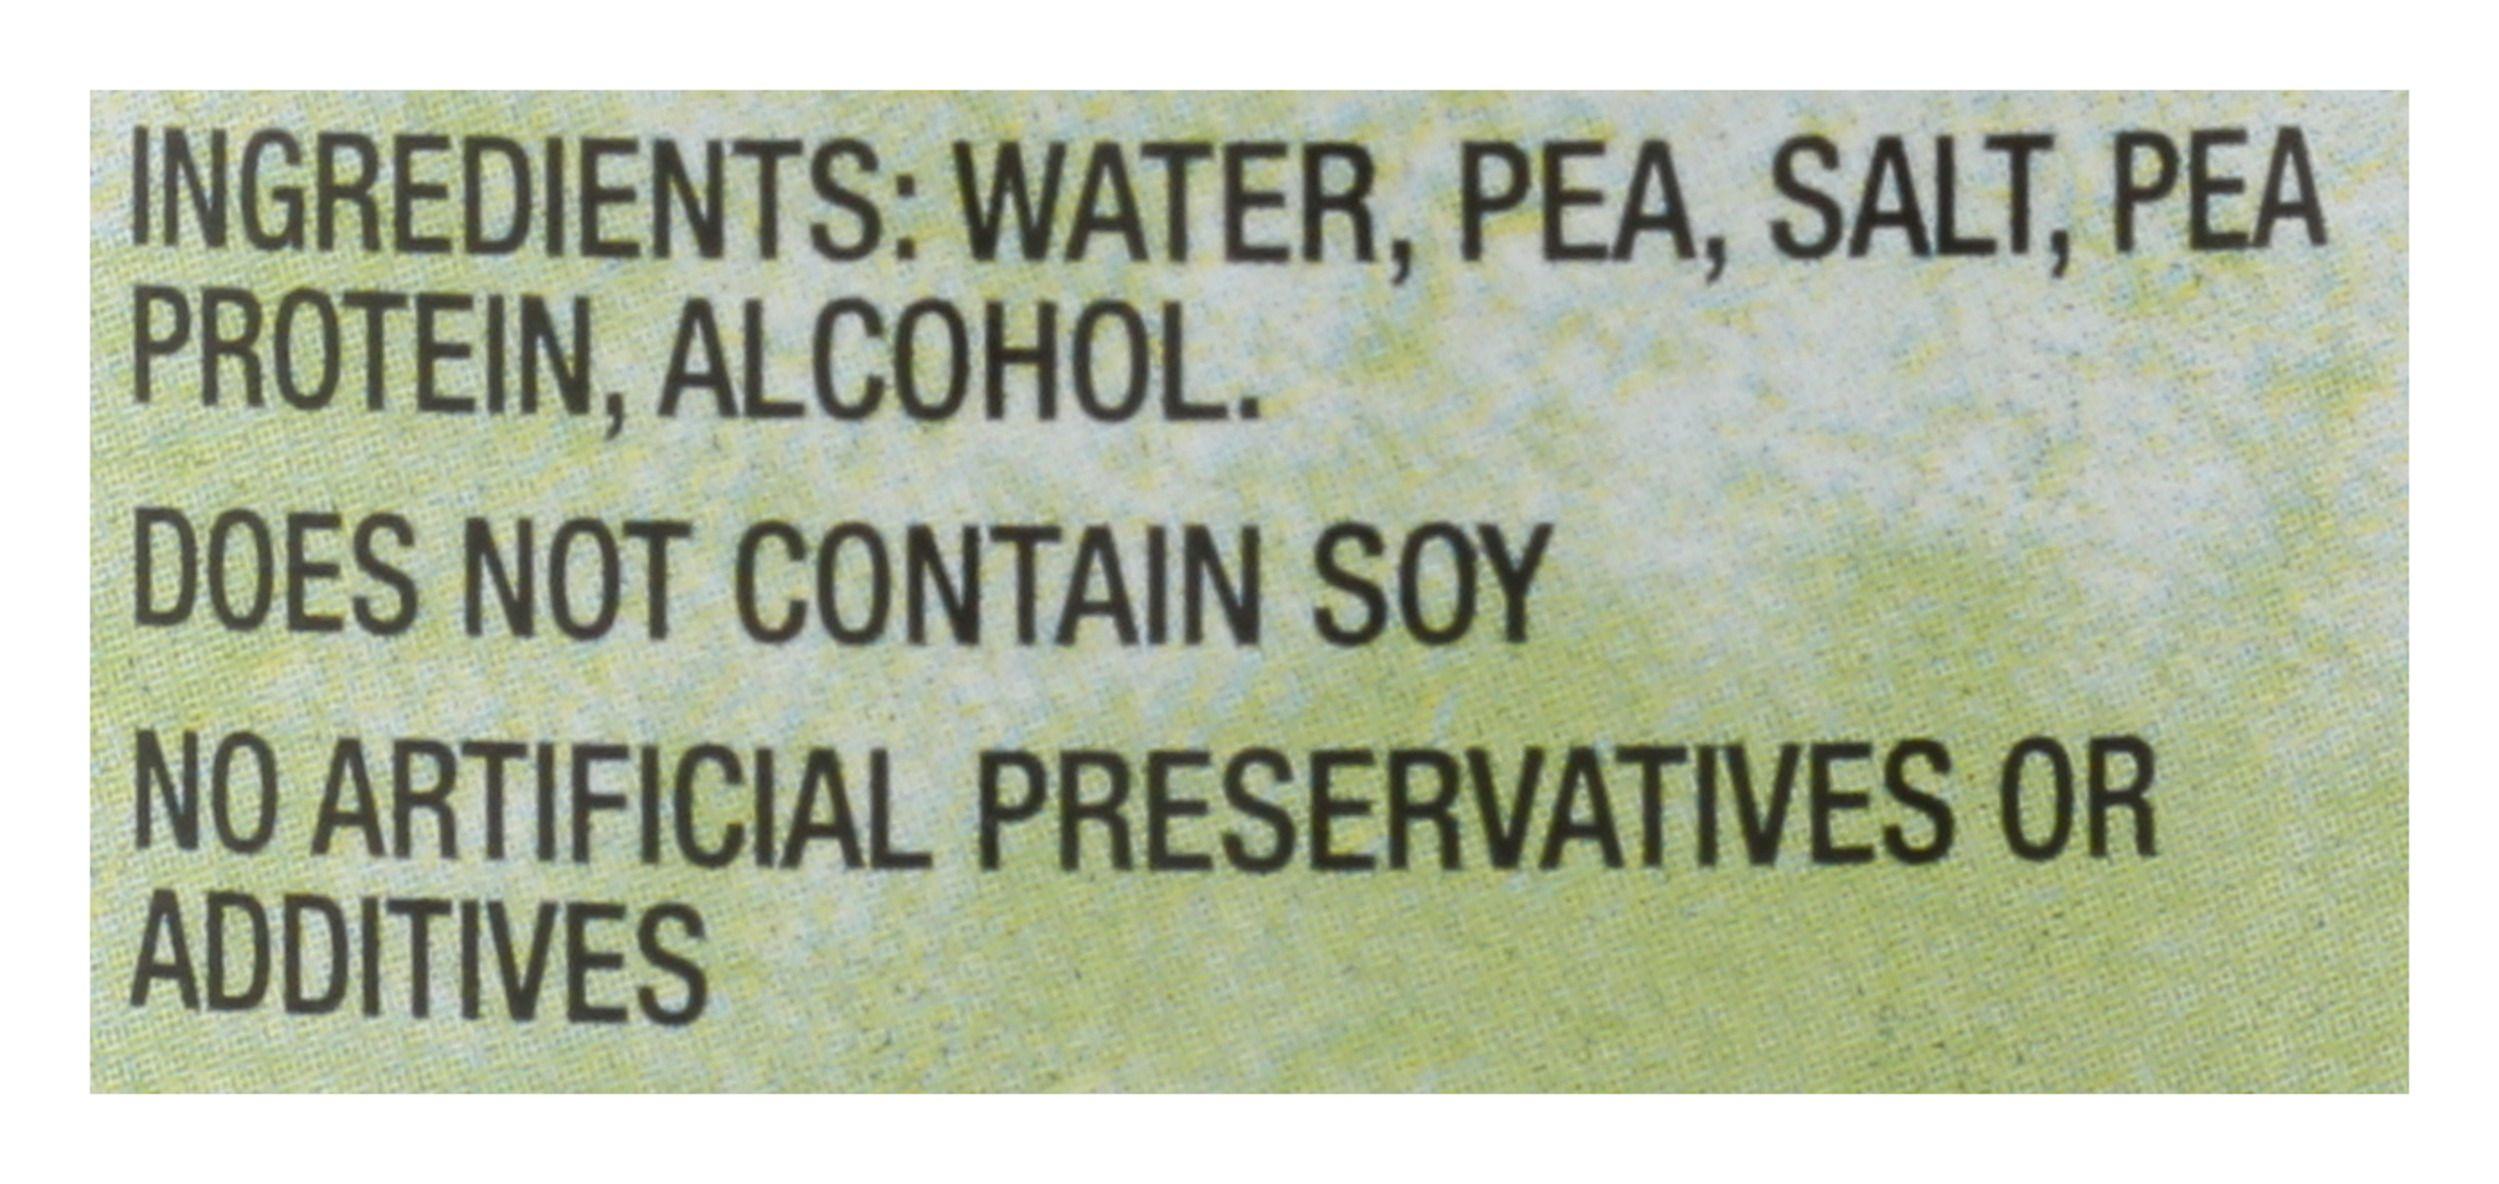 INGREDIENTS: WATER, PEA, SALT, PEA
PROTEIN, ALCOHOL.
DOES NOT CONTAIN SOY
NO ARTIFICIAL PRESERVATIVES OR
ADDITIVES